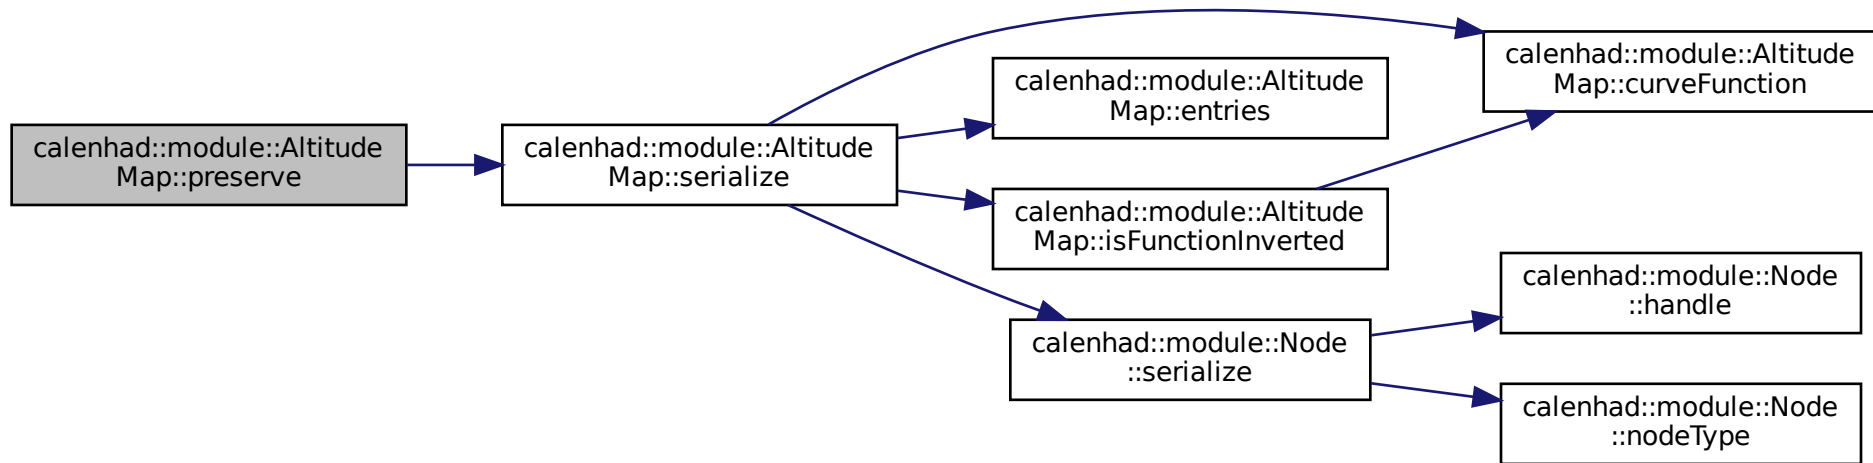 calenhad::module::Altitude
Map::preserve
calenhad::module::Altitude
Map::serialize
calenhad::module::Altitude
Map::curveFunction
calenhad::module::Altitude
Map::entries
calenhad::module::Altitude
Map::isFunctionInverted
calenhad::module::Node
::serialize
calenhad::module::Node
::handle
calenhad::module::Node
::nodeType